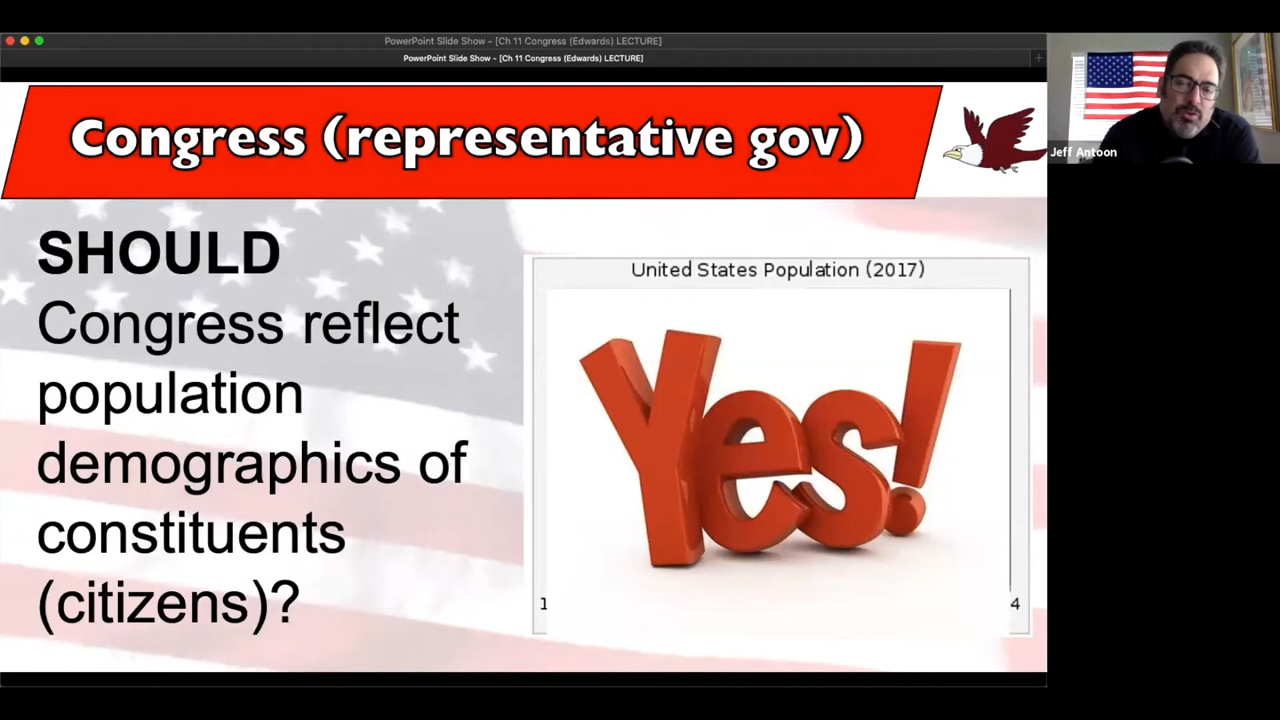 PowerPoint Slide Show - [Ch 11 Congress (Edwards) LECTURE]
PowerPoint Slide Show - [Ch 11 Congress (Edwards) LECTURE]
Congress (representative gov)
Jeff Antoon
SHOULD
Congress reflect
population
demographics of
constituents
(citizens)?
United States Population (2017)
Yes!
1
4